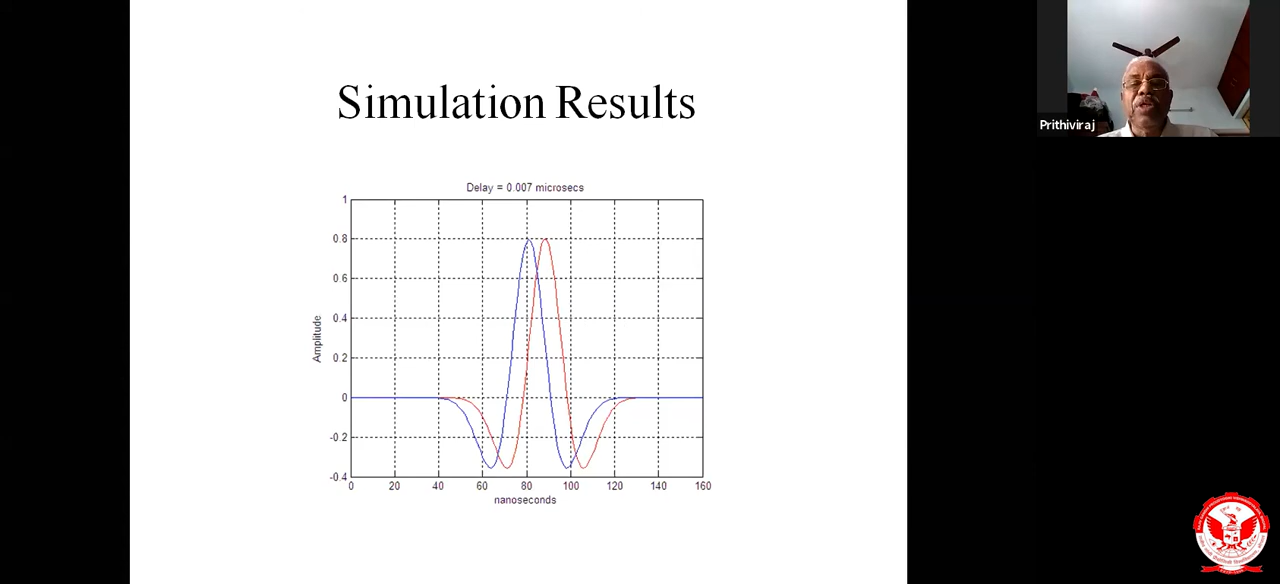 Simulation Results
Prithiviraj
Delay = 0.007 microsecs
1
0.8
0.6
0.4
0.2
0
-0.2
-0.4
Amplitude
0 20 40 60 80 100 120 140 160
nanoseconds